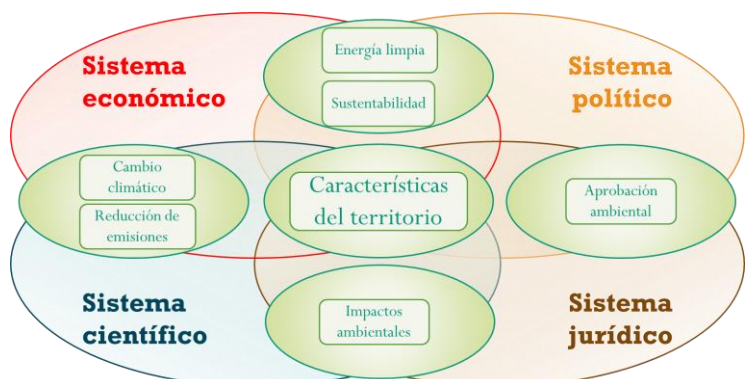 Energía limpia
Sustentabilidad
Sistema
económico
Sistema
político
Cambio
climático
Reducción de
emisiones
Características
del territorio
Aprobación
ambiental
Sistema
científico
Impactos
ambientales
Sistema
jurídico